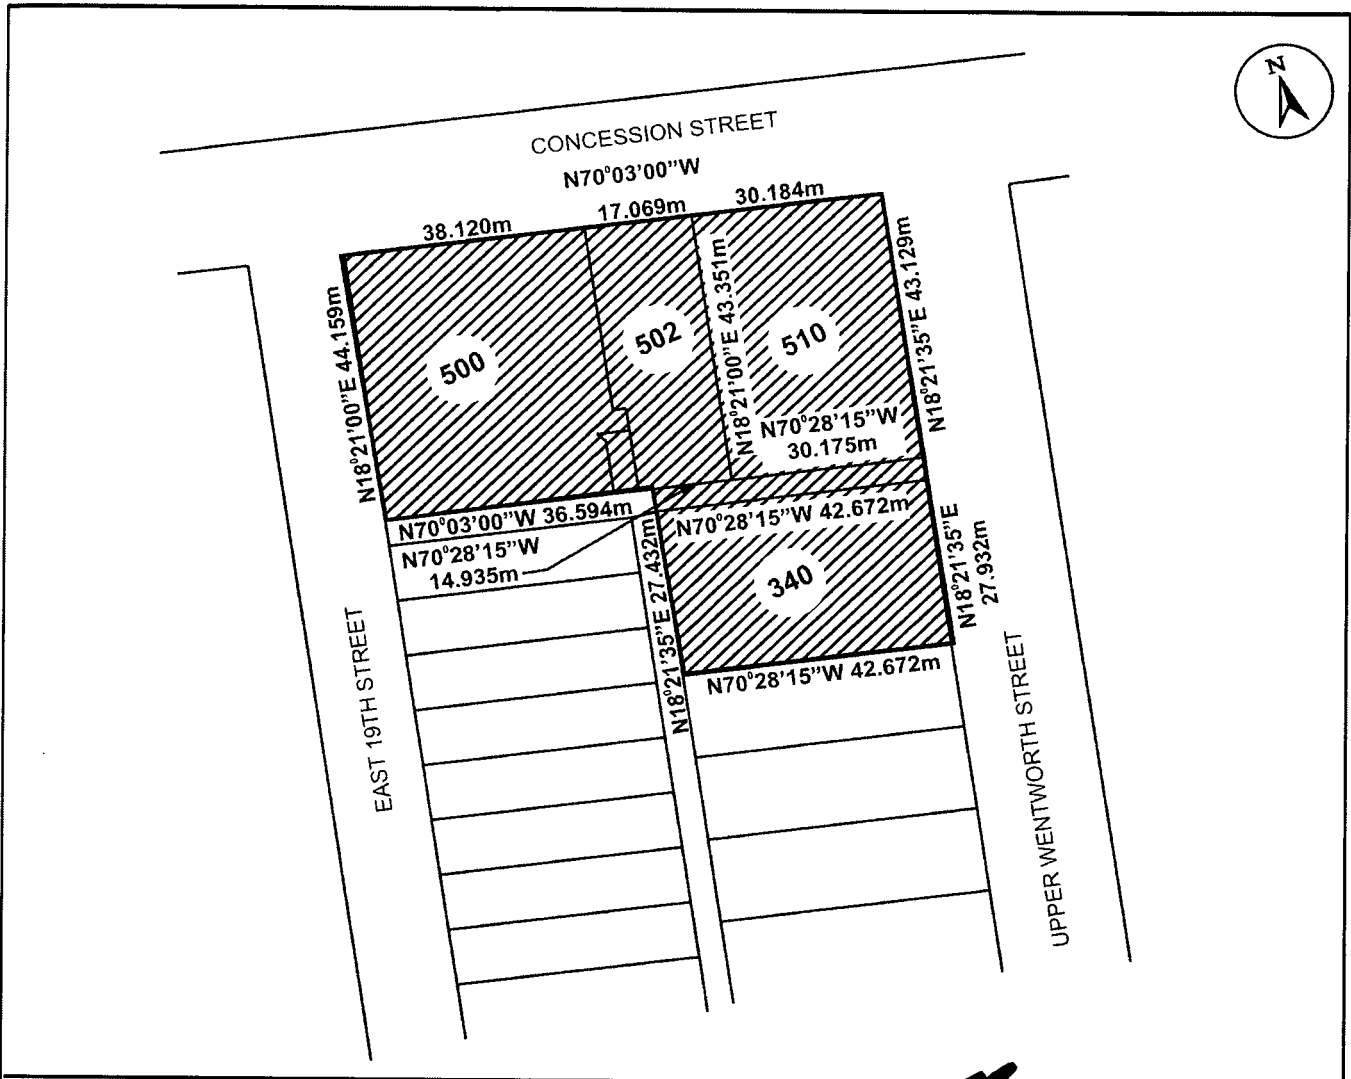 N
CONCESSION STREET
N70°03'00"W
38.120m
17.069m
30.184m
N18°21'00"E 44.159m
500
502
N18°21'00"E 43.351m
510
N18°21'35"E 43.129m
N70°28'15"W
30.175m
N70°03'00"W 36.594m
N70°28'15"W
14.935m
N70°28'15"W 42.672m
N18°21'35"E 27.432m
340
N18°21'35"E
27.932m
N70°28'15"W 42.672m
EAST 19TH STREET
UPPER WENTWORTH STREET